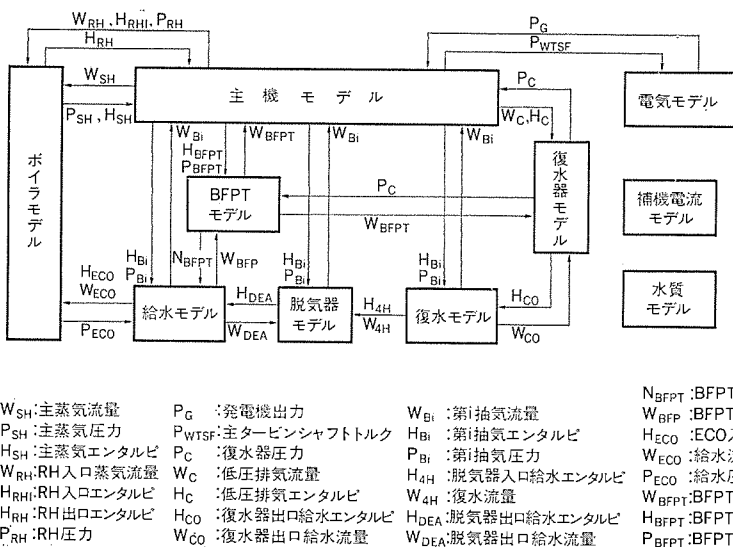 W_RH, H_RHI, P_RH
H_RH
P_G
P_WTSF
W_SH
主機モデル
P_C
電気モデル
P_SH, H_SH
W_C, H_C
ボイラモデル
W_Bi
H_BFPT
P_BFPT
W_BFPT
W_Bi
W_Bi
復水器モデル
BFPT
モデル
P_C
W_BFPT
補機電流
モデル
H_Bi
P_Bi
N_BFPT
W_BFP
H_Bi
P_Bi
H_Bi
P_Bi
H_ECO
W_ECO
給水モデル
H_DEA
W_DEA
脱気器
モデル
H_4H
W_4H
復水モデル
H_CO
W_CO
水質
モデル
P_ECO
W_SH:主蒸気流量
P_SH:主蒸気圧力
H_SH:主蒸気エンタルピ
W_RH:RH入口蒸気流量
H_RHI:RH入口エンタルピ
H_RH:RH出口エンタルピ
P_RH:RH圧力
P_G:発電機出力
P_WTSF:主タービンシャフトトルク
P_C:復水器圧力
W_C:低圧排気流量
H_C:低圧排気エンタルピ
H_CO:復水器出口給水エンタルピ
W_CO:復水器出口給水流量
W_Bi:第i抽気流量
H_Bi:第i抽気エンタルピ
P_Bi:第i抽気圧力
H_4H:脱気器入口給水エンタルピ
W_4H:復水流量
H_DEA:脱気器出口給水エンタルピ
W_DEA:脱気器出口給水流量
N_BFPT:BFPT
W_BFP:BFPT
H_ECO:ECO
W_ECO:給水
P_ECO:給水
W_BFPT:BFPT
H_BFPT:BFPT
P_BFPT:BFPT